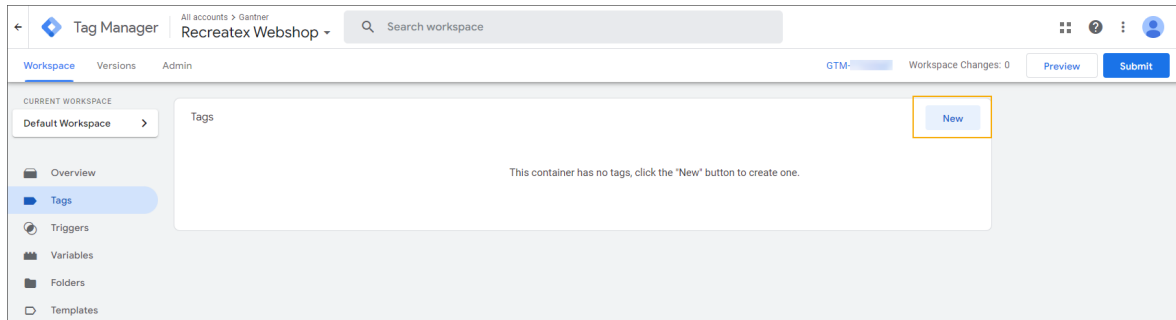 Tag Manager
All accounts > Gantner
Recreatex Webshop
Search workspace
Workspace Versions Admin
GTM-
Workspace Changes: 0
Preview
Submit
CURRENT WORKSPACE
Default Workspace
Tags
New
This container has no tags, click the "New" button to create one.
Overview
Tags
Triggers
Variables
Folders
Templates